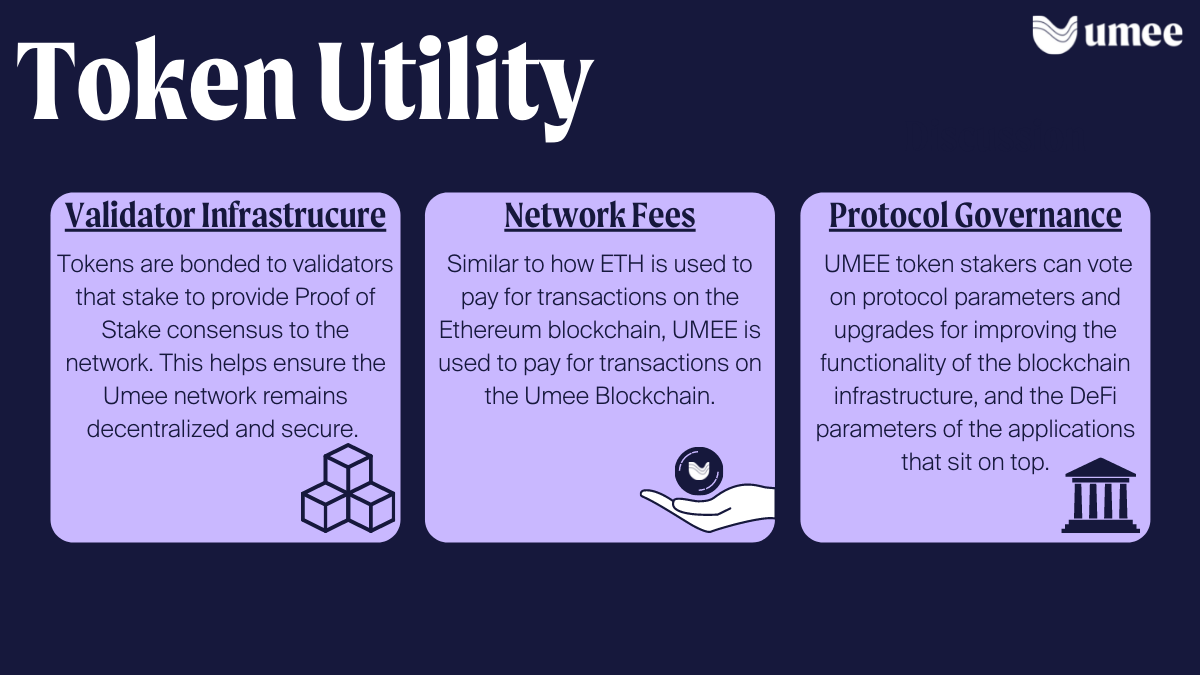 umee
Token Utility
Validator Infrastrucure
Tokens are bonded to validators
that stake to provide Proof of
Stake consensus to the
network. This helps ensure the
Umee network remains
decentralized and secure.
Network Fees
Similar to how ETH is used to
pay for transactions on the
Ethereum blockchain, UMEE is
used to pay for transactions on
the Umee Blockchain.
Protocol Governance
UMEE token stakers can vote
on protocol parameters and
upgrades for improving the
functionality of the blockchain
infrastructure, and the DeFi
parameters of the applications
that sit on top.